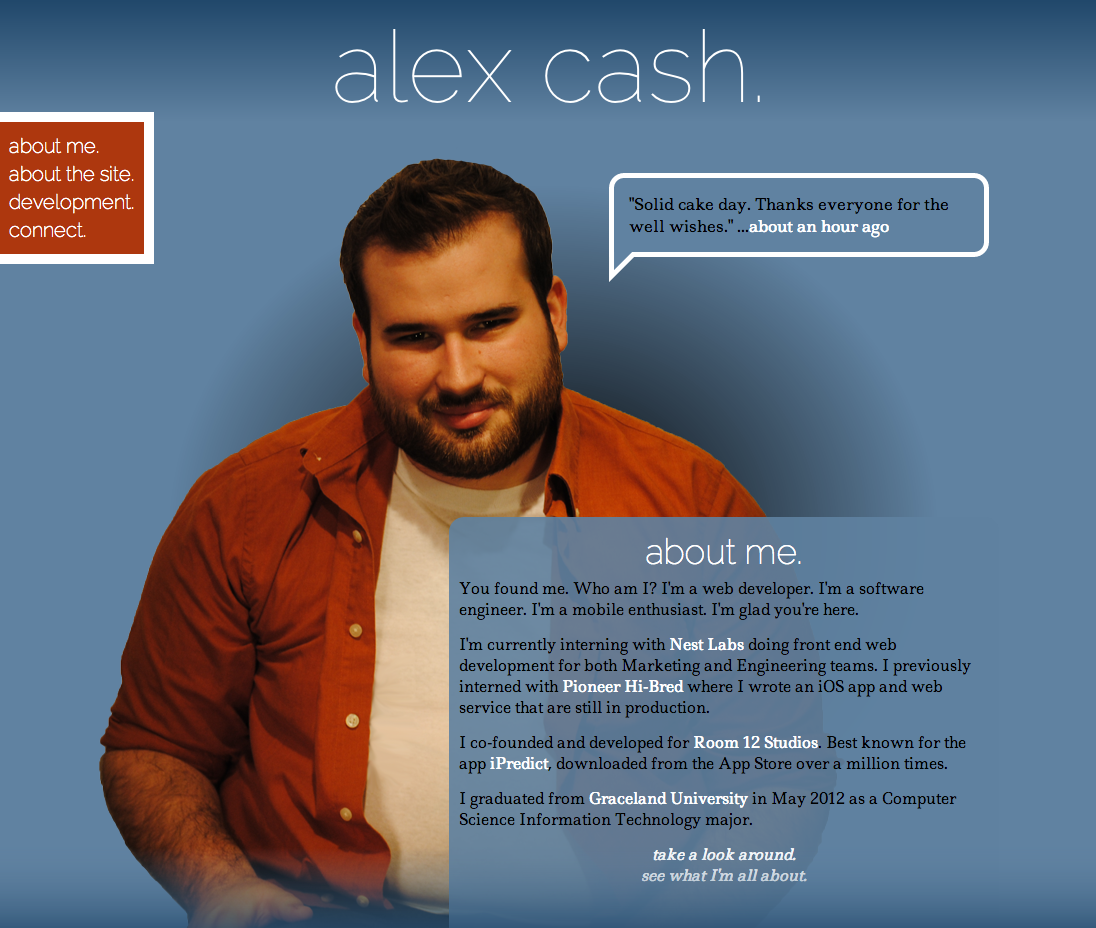 alex cash.
about me.
about the site.
development.
connect.
"Solid cake day. Thanks everyone for the
well wishes." ...about an hour ago
about me.
You found me. Who am I? I'm a web developer. I'm a software
engineer. I'm a mobile enthusiast. I'm glad you're here.
I'm currently interning with Nest Labs doing front end web
development for both Marketing and Engineering teams. I previously
interned with Pioneer Hi-Bred where I wrote an iOS app and web
service that are still in production.
I co-founded and developed for Room 12 Studios. Best known for the
app iPredict, downloaded from the App Store over a million times.
I graduated from Graceland University in May 2012 as a Computer
Science Information Technology major.
take a look around.
see what I'm all about.